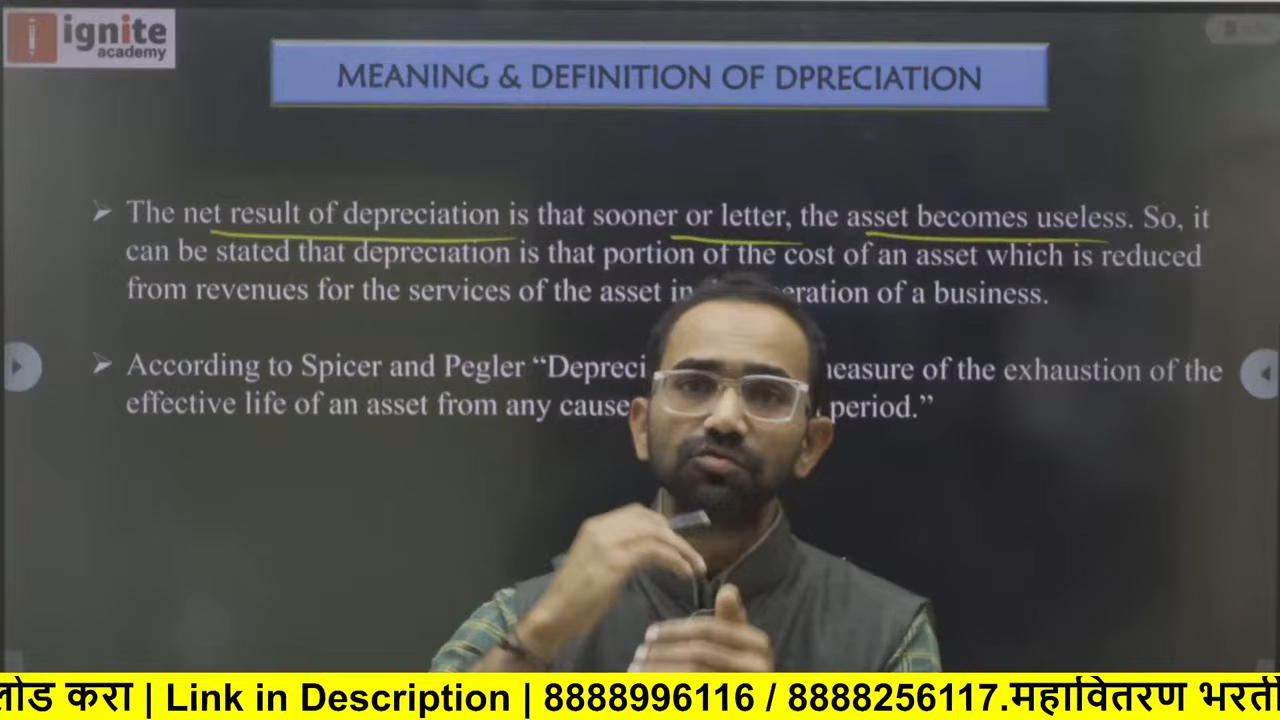 ignite
academy
MEANING & DEFINITION OF DPRECIATION
The net result of depreciation is that sooner or letter, the asset becomes useless. So, it
can be stated that depreciation is that portion of the cost of an asset which is reduced
from revenues for the services of the asset in eration of a business.
According to Spicer and Pegler “Depreci easure of the exhaustion of the
effective life of an asset from any cause period.”
लोड करा | Link in Description | 8888996116 / 8888256117.महावितरण भरती